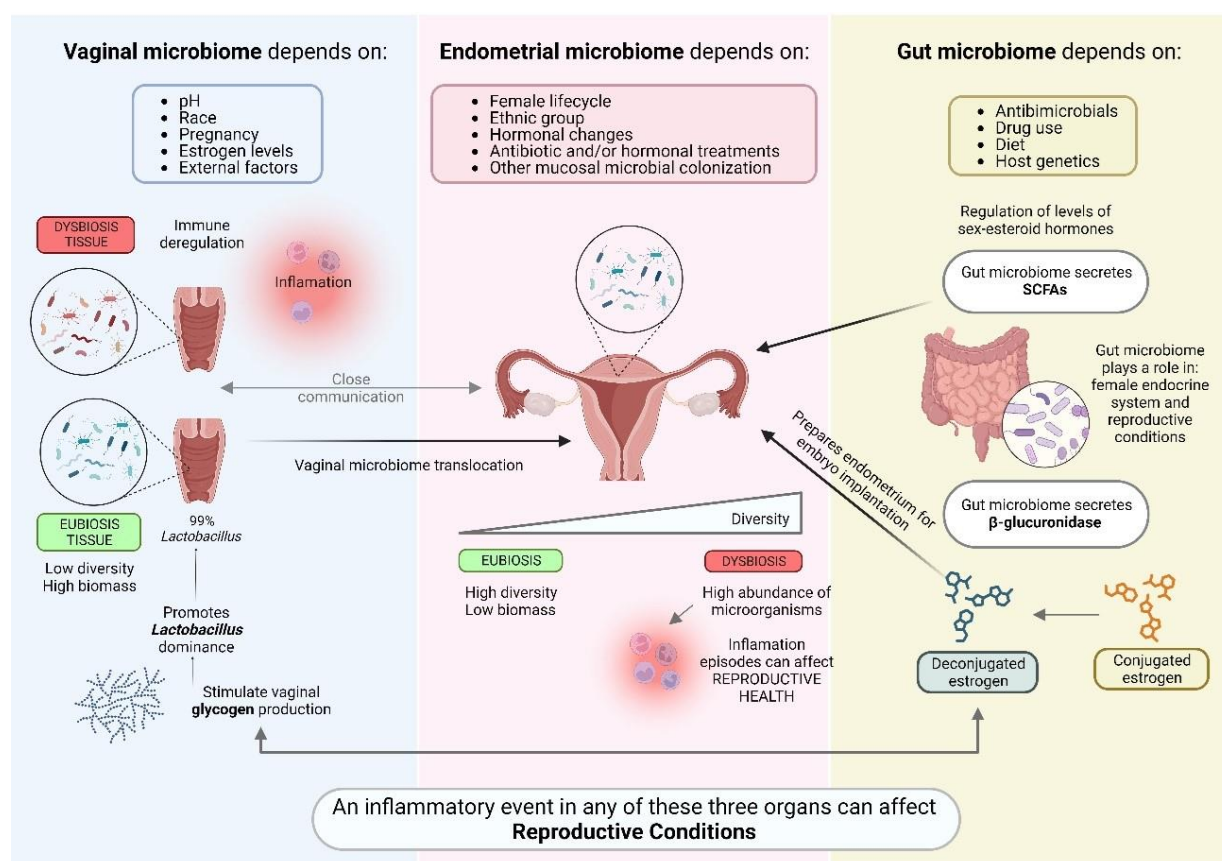 Vaginal microbiome depends on:
• pH
• Race
• Pregnancy
• Estrogen levels
• External factors
DYSBIOSIS
TISSUE
Immune
deregulation
Inflamation
Close
communication
Vaginal microbiome translocation
EUBIOSIS
TISSUE
99%
Lactobacillus
Low diversity
High biomass
Promotes
Lactobacillus
dominance
Stimulate vaginal
glycogen production
Endometrial microbiome depends on:
• Female lifecycle
• Ethnic group
• Hormonal changes
• Antibiotic and/or hormonal treatments
• Other mucosal microbial colonization
Diversity
EUBIOSIS
High diversity
Low biomass
DYSBIOSIS
High abundance of
microorganisms
Inflamation
episodes can affect
REPRODUCTIVE
HEALTH
Gut microbiome depends on:
• Antibimicrobials
• Drug use
• Diet
• Host genetics
Regulation of levels of
sex-esteroid hormones
Gut microbiome secretes
SCFAs
Gut microbiome
plays a role in:
female endocrine
system and
reproductive
conditions
Prepares endometrium for
embryo implantation
Gut microbiome secretes
β-glucuronidase
Deconjugated
estrogen
Conjugated
estrogen
An inflammatory event in any of these three organs can affect
Reproductive Conditions